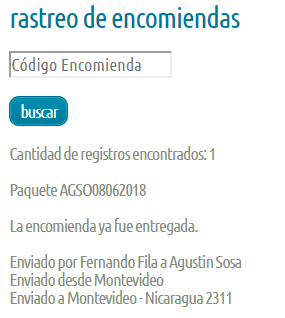 rastreo de encomiendas
Código Encomienda
buscar
Cantidad de registros encontrados: 1
Paquete AGSO08062018
La encomienda ya fue entregada.
Enviado por Fernando Fila a Agustin Sosa
Enviado desde Montevideo
Enviado a Montevideo - Nicaragua 2311